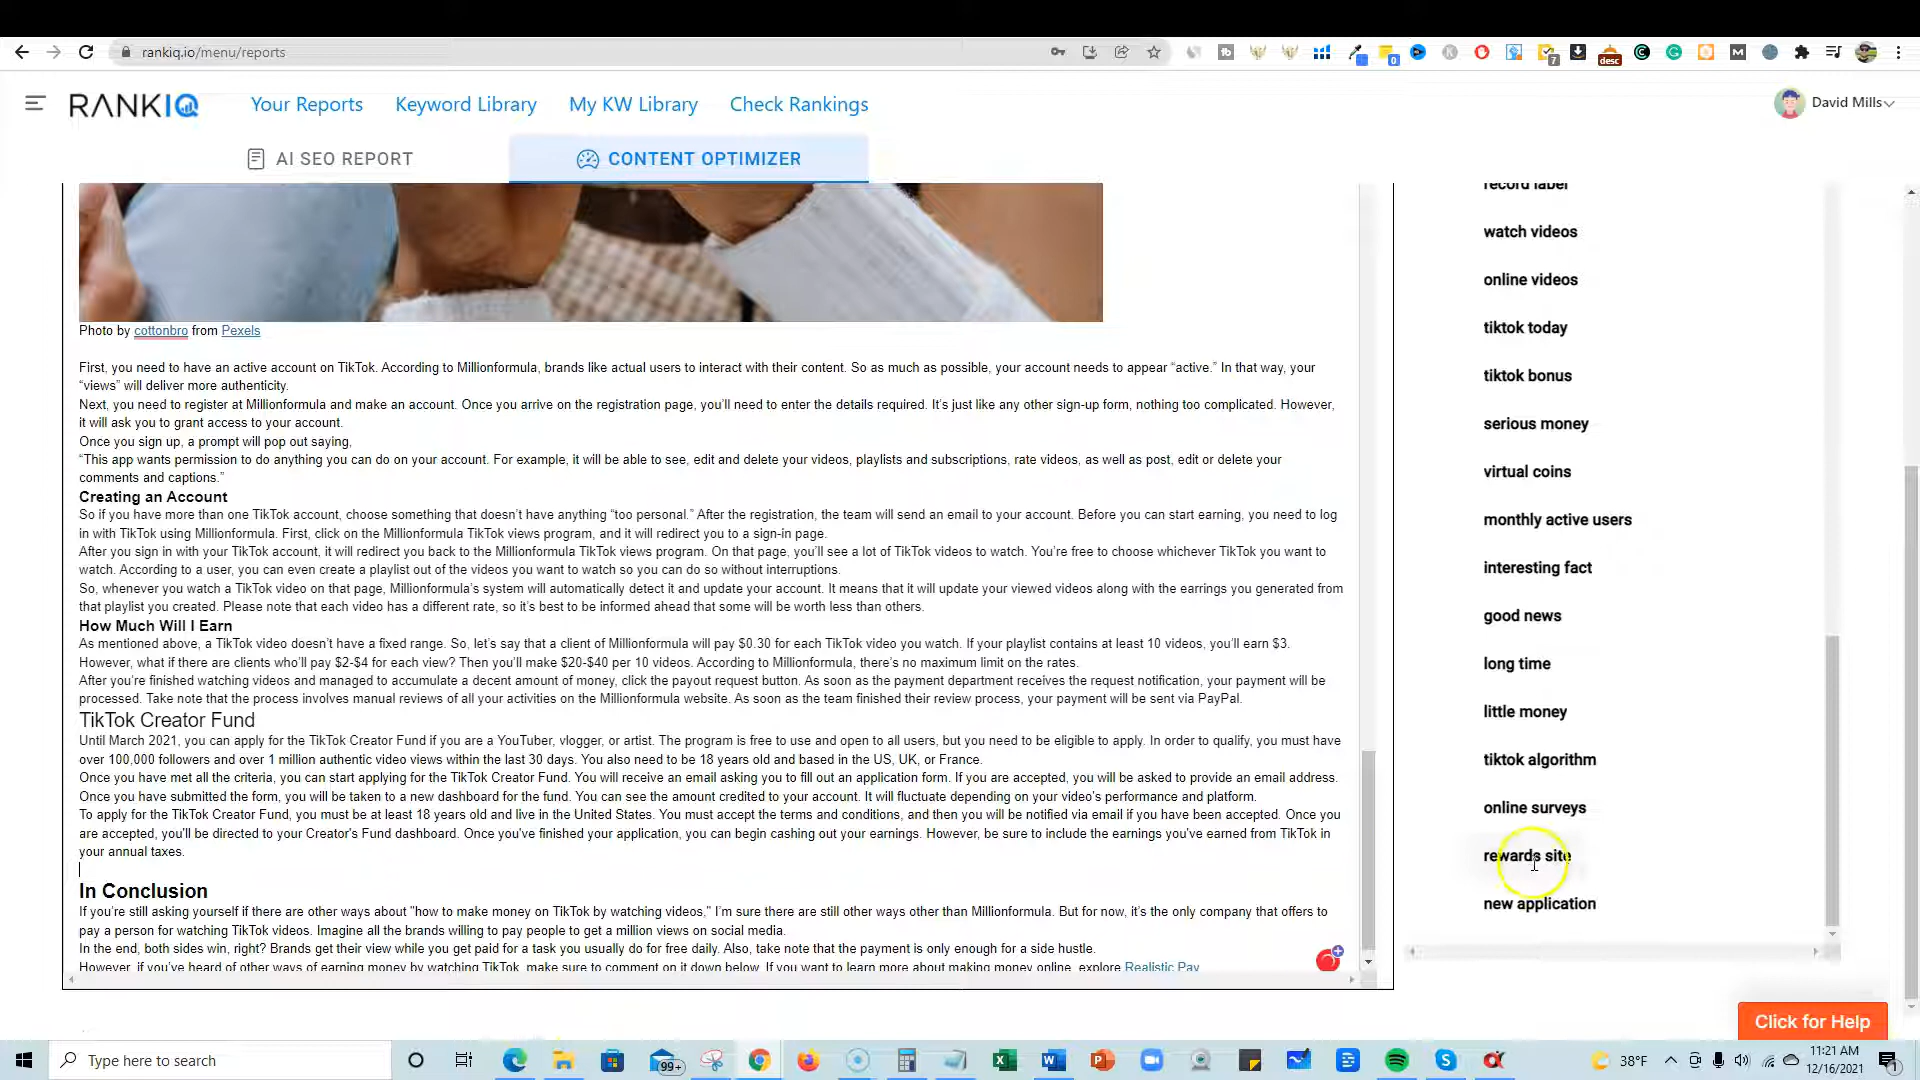 rankiq.io/menu/reports
RANKIQ
Your Reports
Keyword Library
My KW Library
Check Rankings
David Mills
AI SEO REPORT
CONTENT OPTIMIZER
Photo by cottonbro from Pexels
First, you need to have an active account on TikTok. According to Millionformula, brands like actual users to interact with their content. So as much as possible, your account needs to appear “active.” In that way, your
“views” will deliver more authenticity.
Next, you need to register at Millionformula and make an account. Once you arrive on the registration page, you’ll need to enter the details required. It’s just like any other sign-up form, nothing too complicated. However,
it will ask you to grant access to your account.
Once you sign up, a prompt will pop out saying,
“This app wants permission to do anything you can do on your account. For example, it will be able to see, edit and delete your videos, playlists and subscriptions, rate videos, as well as post, edit or delete your
comments and captions.”
Creating an Account
So if you have more than one TikTok account, choose something that doesn’t have anything “too personal.” After the registration, the team will send an email to your account. Before you can start earning, you need to log
in with TikTok using Millionformula. First, click on the Millionformula TikTok views program, and it will redirect you to a sign-in page.
After you sign in with your TikTok account, it will redirect you back to the Millionformula TikTok views program. On that page, you’ll see a lot of TikTok videos to watch. You’re free to choose whichever TikTok you want to
watch. According to a user, you can even create a playlist out of the videos you want to watch so you can do so without interruptions.
So, whenever you watch a TikTok video on that page, Millionformula’s system will automatically detect it and update your account. It means that it will update your viewed videos along with the earnings you generated from
that playlist you created. Please note that each video has a different rate, so it’s best to be informed ahead that some will be worth less than others.
How Much Will I Earn
As mentioned above, a TikTok video doesn’t have a fixed range. So, let’s say that a client of Millionformula will pay $0.30 for each TikTok video you watch. If your playlist contains at least 10 videos, you’ll earn $3.
However, what if there are clients who’ll pay $2-$4 for each view? Then you’ll make $20-$40 per 10 videos. According to Millionformula, there’s no maximum limit on the rates.
After you’re finished watching videos and managed to accumulate a decent amount of money, click the payout request button. As soon as the payment department receives the request notification, your payment will be
processed. Take note that the process involves manual reviews of all your activities on the Millionformula website. As soon as the team finished their review process, your payment will be sent via PayPal.
TikTok Creator Fund
Until March 2021, you can apply for the TikTok Creator Fund if you are a YouTuber, vlogger, or artist. The program is free to use and open to all users, but you need to be eligible to apply. In order to qualify, you must have
over 100,000 followers and over 1 million authentic video views within the last 30 days. You also need to be 18 years old and based in the US, UK, or France.
Once you have met all the criteria, you can start applying for the TikTok Creator Fund. You will receive an email asking you to fill out an application form. If you are accepted, you will be asked to provide an email address.
Once you have submitted the form, you will be taken to a new dashboard for the fund. You can see the amount credited to your account. It will fluctuate depending on your video's performance and platform.
To apply for the TikTok Creator Fund, you must be at least 18 years old and live in the United States. You must accept the terms and conditions, and then you will be notified via email if you have been accepted. Once you
are accepted, you'll be directed to your Creator's Fund dashboard. Once you've finished your application, you can begin cashing out your earnings. However, be sure to include the earnings you've earned from TikTok in
your annual taxes.
In Conclusion
If you’re still asking yourself if there are other ways about "how to make money on TikTok by watching videos," I’m sure there are still other ways other than Millionformula. But for now, it’s the only company that offers to
pay a person for watching TikTok videos. Imagine all the brands willing to pay people to get a million views on social media.
In the end, both sides win, right? Brands get their view while you get paid for a task you usually do for free daily. Also, take note that the payment is only enough for a side hustle.
However, if you’ve heard of other ways of earning money by watching TikTok, make sure to comment on it down below. If you want to learn more about making money online, explore Realistic Pay
record label
watch videos
online videos
tiktok today
tiktok bonus
serious money
virtual coins
monthly active users
interesting fact
good news
long time
little money
tiktok algorithm
online surveys
rewards site
new application
Click for Help
Type here to search
99+
38°F
11:21 AM
12/16/2021